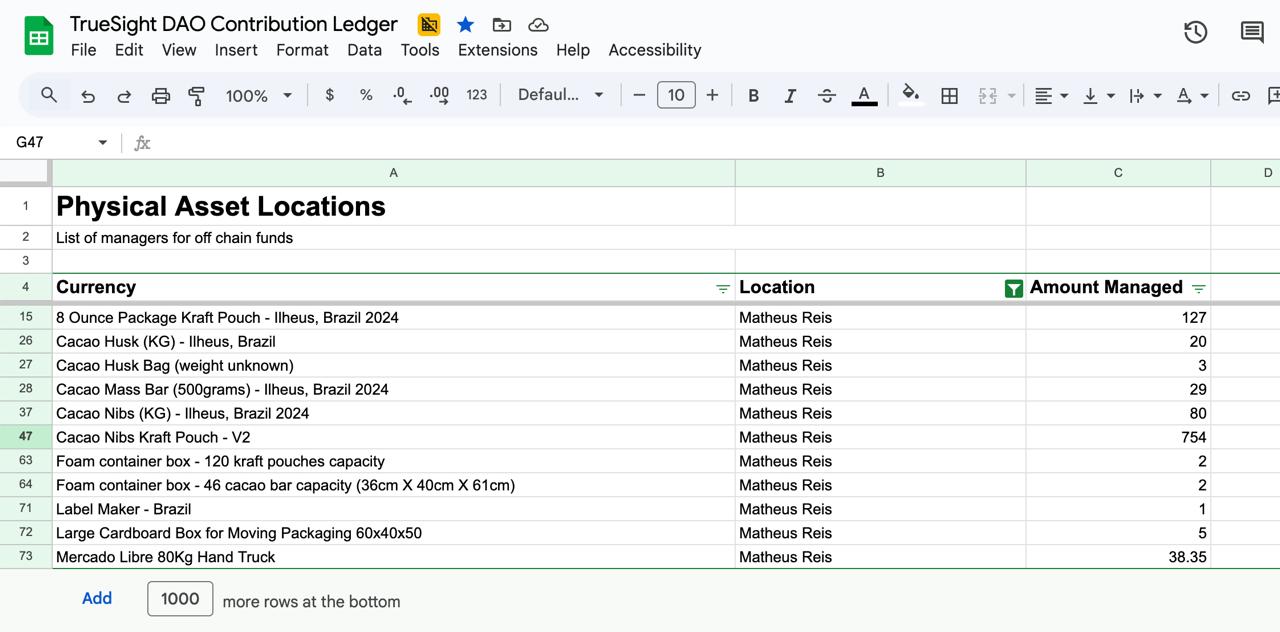 TrueSight DAO Contribution Ledger
File Edit View Insert Format Data Tools Extensions Help Accessibility
100% $ % .0 .00 123 Defaul... 10 B I A A
G47 fx
A B C D
1 Physical Asset Locations
2 List of managers for off chain funds
3
4 Currency Location Amount Managed
15 8 Ounce Package Kraft Pouch - Ilheus, Brazil 2024 Matheus Reis 127
26 Cacao Husk (KG) - Ilheus, Brazil Matheus Reis 20
27 Cacao Husk Bag (weight unknown) Matheus Reis 3
28 Cacao Mass Bar (500grams) - Ilheus, Brazil 2024 Matheus Reis 29
37 Cacao Nibs (KG) - Ilheus, Brazil 2024 Matheus Reis 80
47 Cacao Nibs Kraft Pouch - V2 Matheus Reis 754
63 Foam container box - 120 kraft pouches capacity Matheus Reis 2
64 Foam container box - 46 cacao bar capacity (36cm X 40cm X 61cm) Matheus Reis 2
71 Label Maker - Brazil Matheus Reis 1
72 Large Cardboard Box for Moving Packaging 60x40x50 Matheus Reis 5
73 Mercado Libre 80Kg Hand Truck Matheus Reis 38.35
Add 1000 more rows at the bottom